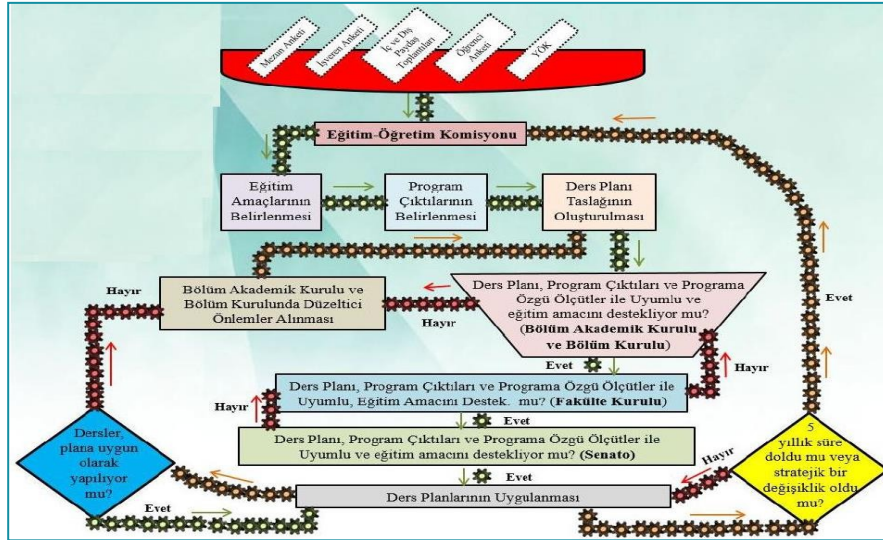 Mezun Anketi
İşveren Anketi
İç ve Dış
Paydaş
Toplantıları
Öğrenci
Anketi
YÖK
Eğitim-Öğretim Komisyonu
Eğitim
Amaçlarının
Belirlenmesi
Program
Çıktılarının
Belirlenmesi
Ders Planı
Taslağının
Oluşturulması
Hayır
Bölüm Akademik Kurulu ve
Bölüm Kurulunda Düzeltici
Önlemler Alınması
Hayır
Ders Planı, Program Çıktıları ve Programa
Özgü Ölçütler ile Uyumlu ve
eğitim amacını destekliyor
mu?
(Bölüm Akademik Kurulu
ve Bölüm Kurulu)
Evet
Evet
Hayır
Ders Planı, Program Çıktıları ve Programa Özgü Ölçütler ile
Uyumlu, Eğitim Amacını Destek. mu? (Fakülte Kurulu)
Hayır
Evet
Ders Planı, Program Çıktıları ve Programa Özgü Ölçütler ile
Uyumlu ve eğitim amacını destekliyor mu? (Senato)
Evet
Ders Planlarının Uygulanması
Dersler,
plana uygun
olarak
yapılıyor
mu?
Evet
Hayır
5
yıllık süre
doldu mu veya
stratejik bir
değişiklik oldu
mu?